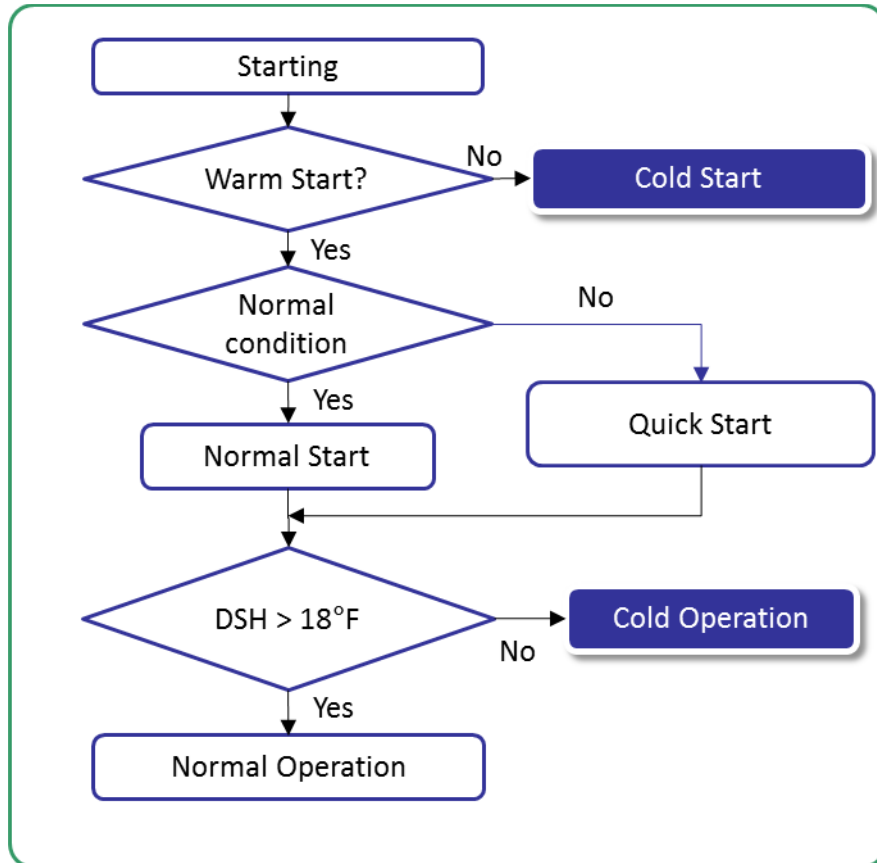 Starting
Warm Start?
No
Cold Start
Yes
Normal
condition
No
Yes
Quick Start
Normal Start
DSH > 18°F
No
Cold Operation
Yes
Normal Operation